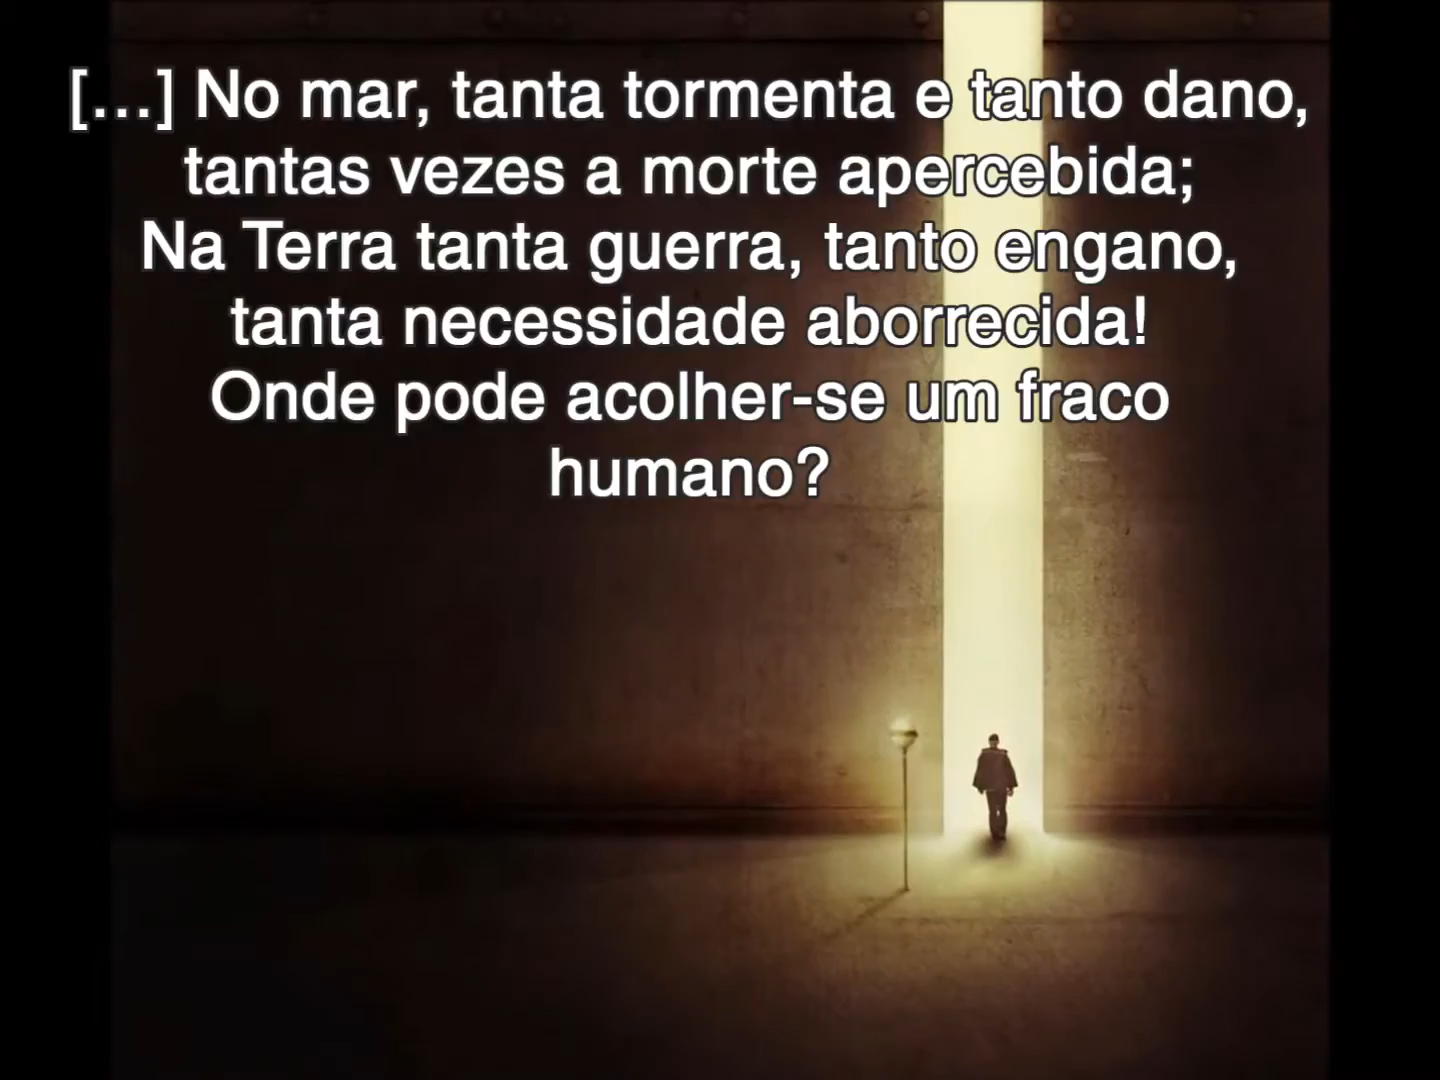 [...] No mar, tanta tormenta e tanto dano,
tantas vezes a morte apercebida;
Na Terra tanta guerra, tanto engano,
tanta necessidade aborrecida!
Onde pode acolher-se um fraco
humano?